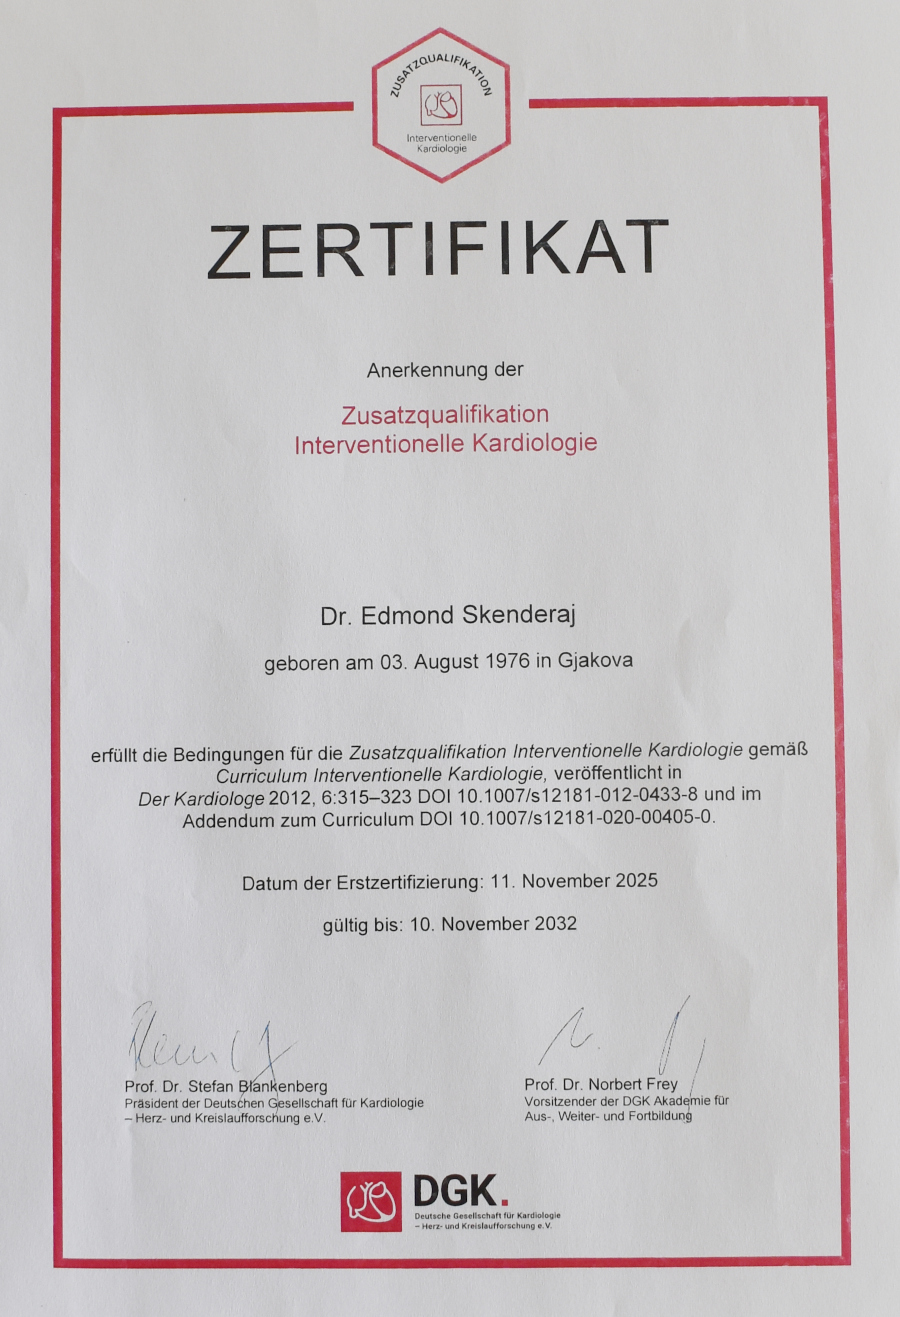 ZUSATZQUALIFIKATION
Interventionelle
Kardiologie
ZERTIFIKAT
Anerkennung der
Zusatzqualifikation
Interventionelle Kardiologie
Dr. Edmond Skenderaj
geboren am 03. August 1976 in Gjakova
erfüllt die Bedingungen für die Zusatzqualifikation Interventionelle Kardiologie gemäß
Curriculum Interventionelle Kardiologie, veröffentlicht in
Der Kardiologe 2012, 6:315–323 DOI 10.1007/s12181-012-0433-8 und im
Addendum zum Curriculum DOI 10.1007/s12181-020-00405-0.
Datum der Erstzertifizierung: 11. November 2025
gültig bis: 10. November 2032
Prof. Dr. Stefan Blankenberg
Präsident der Deutschen Gesellschaft für Kardiologie
– Herz- und Kreislaufforschung e.V.
Prof. Dr. Norbert Frey
Vorsitzender der DGK Akademie für
Aus-, Weiter- und Fortbildung
DGK.
Deutsche Gesellschaft für Kardiologie
– Herz- und Kreislaufforschung e.V.